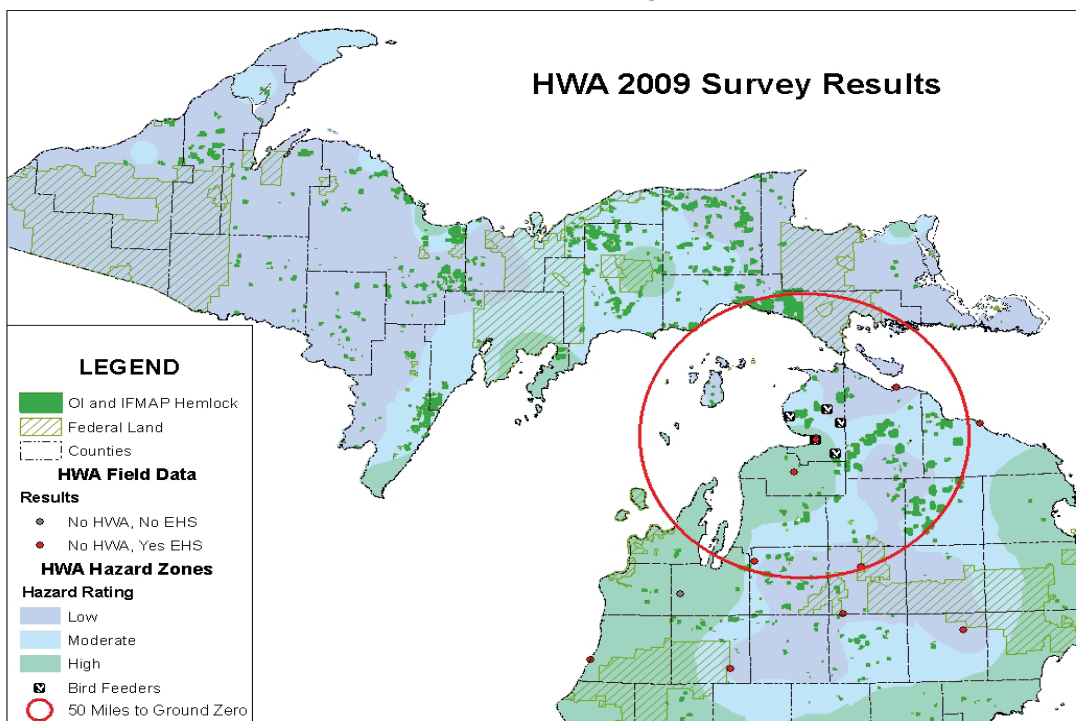 HWA 2009 Survey Results
LEGEND
OI and IFMAP Hemlock
Federal Land
Counties
HWA Field Data
Results
No HWA, No EHS
No HWA, Yes EHS
HWA Hazard Zones
Hazard Rating
Low
Moderate
High
Bird Feeders
50 Miles to Ground Zero